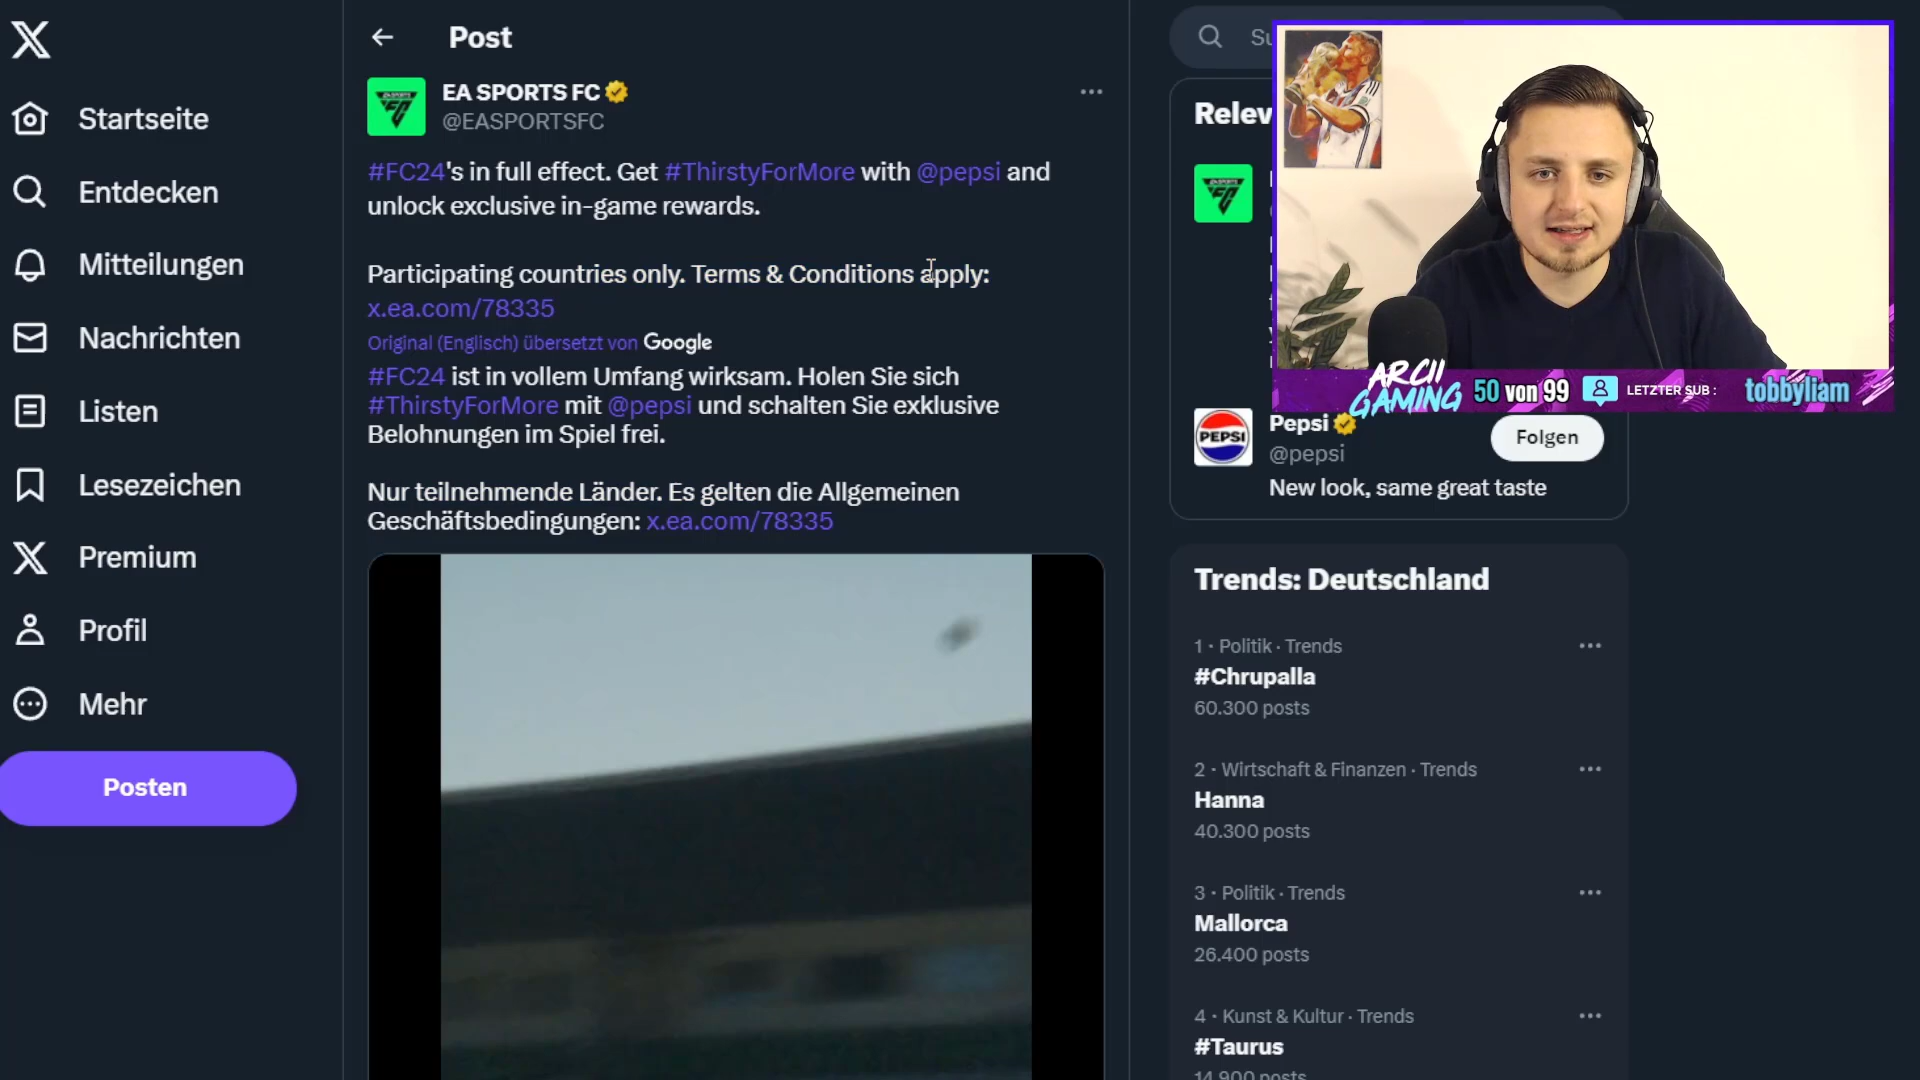 Startseite
Entdecken
Mitteilungen
Nachrichten
Listen
Lesezeichen
Premium
Profil
Mehr
Posten
Post
EA SPORTS FC
@EASPORTSFC
#FC24's in full effect. Get #ThirstyForMore with @pepsi and
unlock exclusive in-game rewards.
Participating countries only. Terms & Conditions apply:
x.ea.com/78335
Original (Englisch) übersetzt von Google
#FC24 ist in vollem Umfang wirksam. Holen Sie sich
#ThirstyForMore mit @pepsi und schalten Sie exklusive
Belohnungen im Spiel frei.
Nur teilnehmende Länder. Es gelten die Allgemeinen
Geschäftsbedingungen: x.ea.com/78335
Su
Relev
ARCII
GAMING
50 von 99
LETZTER SUB :
tobbyliam
PEPSI
Pepsi
@pepsi
Folgen
New look, same great taste
Trends: Deutschland
1 · Politik · Trends
#Chrupalla
60.300 posts
2 · Wirtschaft & Finanzen · Trends
Hanna
40.300 posts
3 · Politik · Trends
Mallorca
26.400 posts
4 · Kunst & Kultur · Trends
#Taurus
14.900 posts